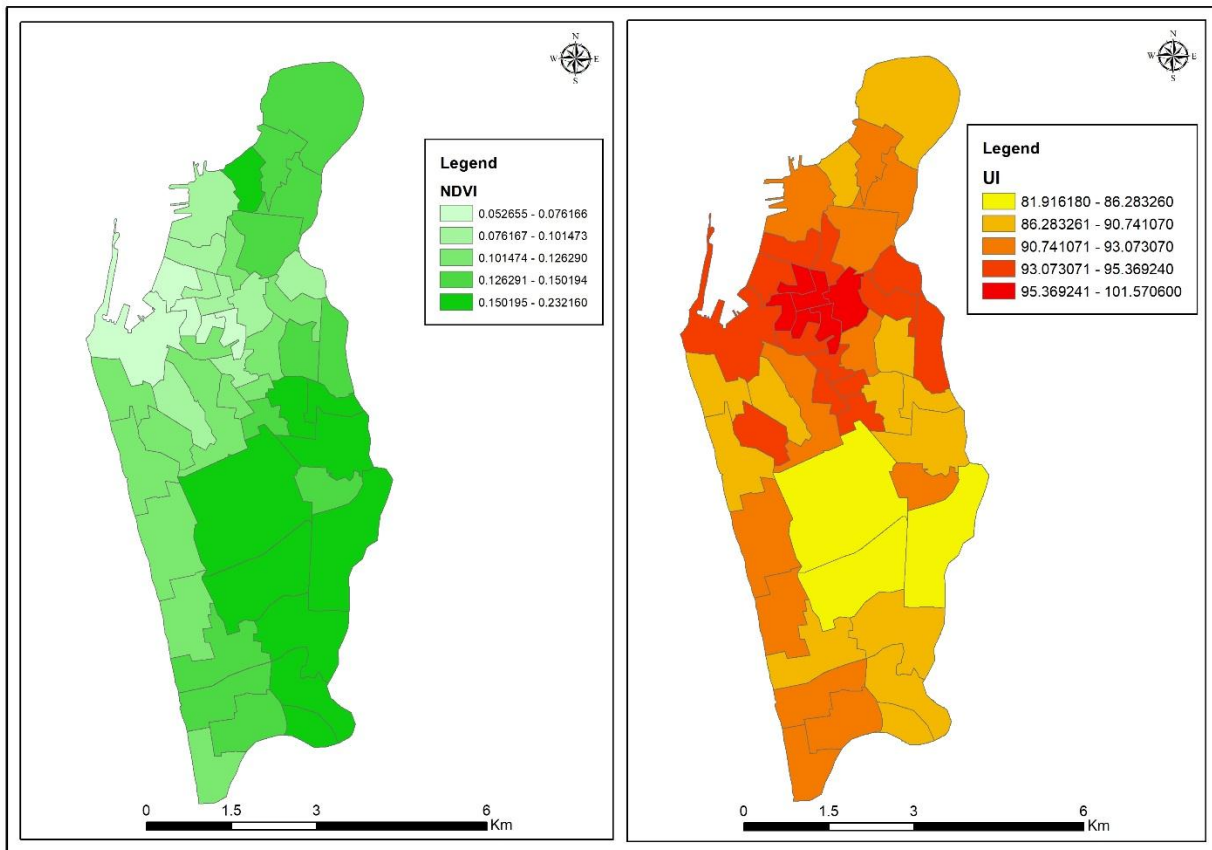 N
W E
S
Legend
NDVI
0.052655 - 0.076166
0.076167 - 0.101473
0.101474 - 0.126290
0.126291 - 0.150194
0.150195 - 0.232160
0 1.5 3 6
Km
N
W E
S
Legend
UI
81.916180 - 86.283260
86.283261 - 90.741070
90.741071 - 93.073070
93.073071 - 95.369240
95.369241 - 101.570600
0 1.5 3 6
Km